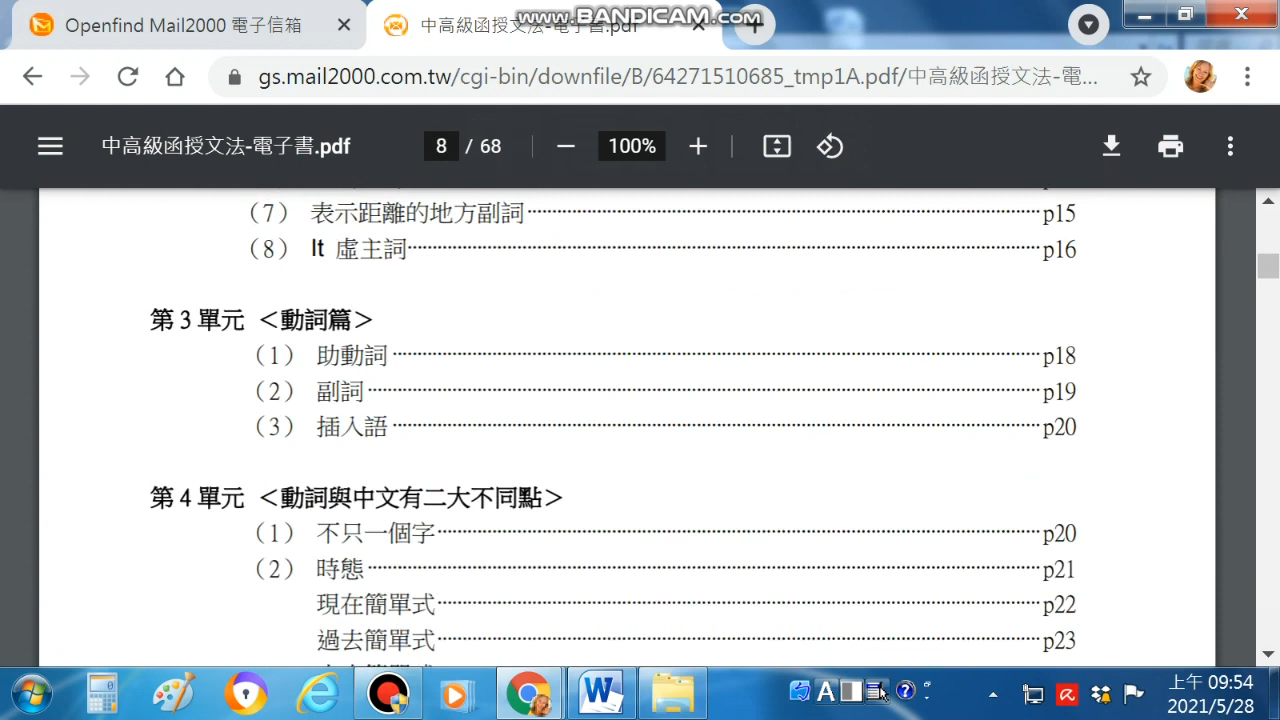 Openfind Mail2000 電子信箱
中高級函授文法-電子書.pdf
www.BANDICAM.com
gs.mail2000.com.tw/cgi-bin/downfile/B/64271510685_tmp1A.pdf/中高級函授文法-電...
中高級函授文法-電子書.pdf
8 / 68
100%
（7） 表示距離的地方副詞 p15
（8） It 虛主詞 p16
第 3 單元 ＜動詞篇＞
（1） 助動詞 p18
（2） 副詞 p19
（3） 插入語 p20
第 4 單元 ＜動詞與中文有二大不同點＞
（1） 不只一個字 p20
（2） 時態 p21
現在簡單式 p22
過去簡單式 p23
上午 09:54
2021/5/28